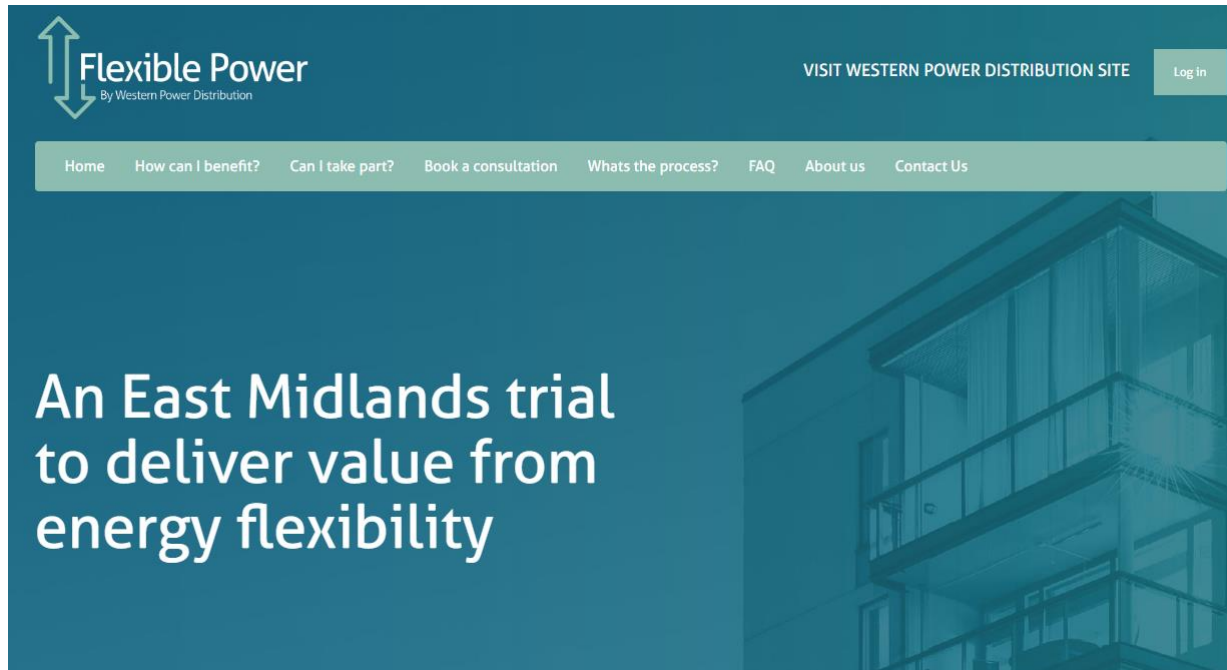 Flexible Power
By Western Power Distribution
VISIT WESTERN POWER DISTRIBUTION SITE
Log in
Home How can I benefit? Can I take part? Book a consultation Whats the process? FAQ About us Contact Us
An East Midlands trial
to deliver value from
energy flexibility